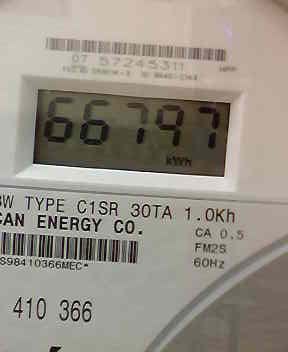 07 57245311
66797
kWh
3W TYPE C1SR 30TA 1.0Kh
CAN ENERGY CO.
CA 0.5
FM2S
60Hz
S98410366MEC*
410 366